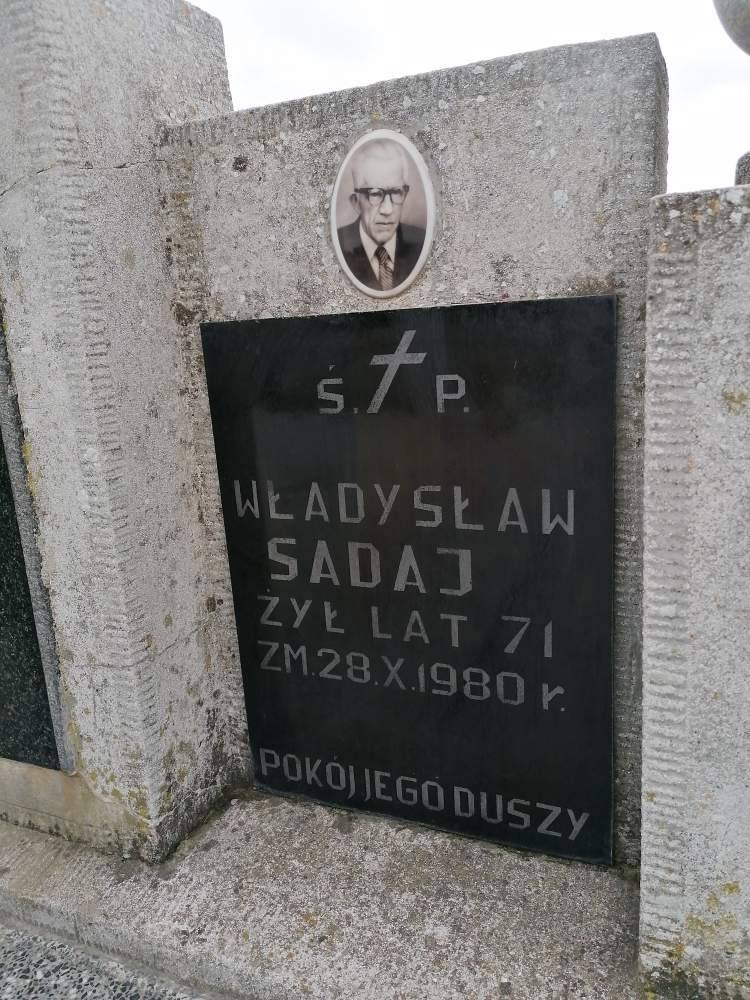 Ś. P.
WŁADYSŁAW
SADAJ
ŻYŁ LAT 71
ZM.28.X.1980 r.
POKÓJ JEGO DUSZY